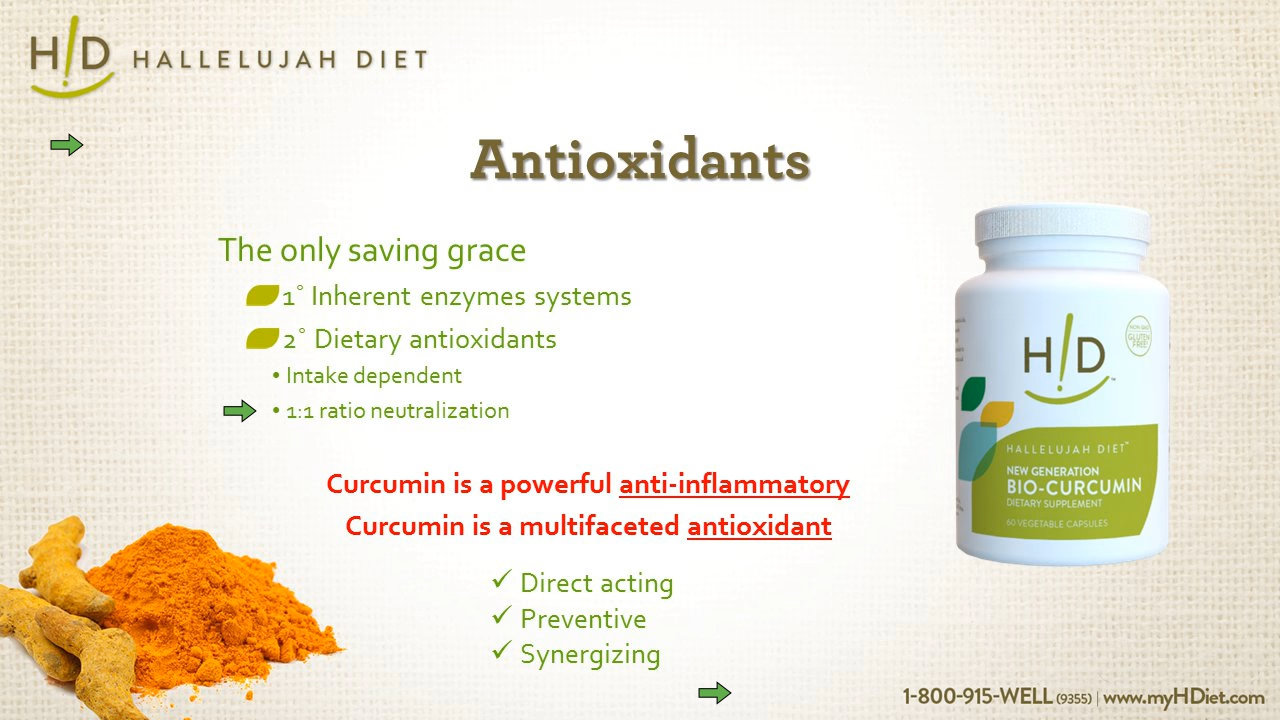 H!D HALLELUJAH DIET
Antioxidants
The only saving grace
1° Inherent enzymes systems
2° Dietary antioxidants
• Intake dependent
• 1:1 ratio neutralization
Curcumin is a powerful anti-inflammatory
Curcumin is a multifaceted antioxidant
✓ Direct acting
✓ Preventive
✓ Synergizing
NON-GMO
GLUTEN
FREE
H!D™
HALLELUJAH DIET™
NEW GENERATION
BIO-CURCUMIN
DIETARY SUPPLEMENT
60 VEGETABLE CAPSULES
1-800-915-WELL (9355) | www.myHDiet.com